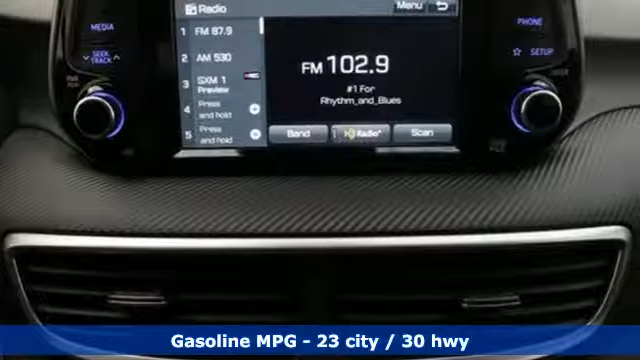 Radio
Menu
MEDIA
PHONE
1 FM 87.9
2 AM 530
SEEK
TRACK
SETUP
FM 102.9
3 SXM 1
Preview
#1 For
Rhythm_and_Blues
4 Press
and hold
5 Press
and hold
Band
HD Radio
Scan
Gasoline MPG - 23 city / 30 hwy